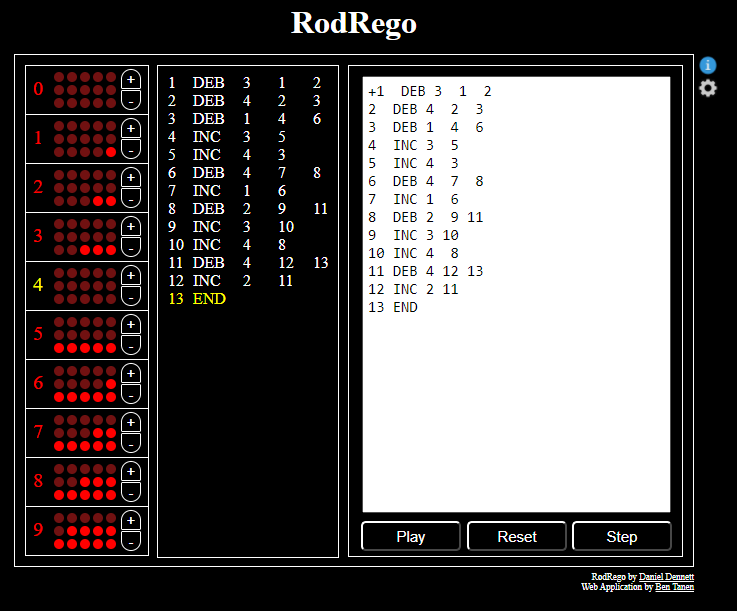 RodRego
0 + -
1 + -
2 + -
3 + -
4 + -
5 + -
6 + -
7 + -
8 + -
9 + -
1 DEB 3 1 2
2 DEB 4 2 3
3 DEB 1 4 6
4 INC 3 5
5 INC 4 3
6 DEB 4 7 8
7 INC 1 6
8 DEB 2 9 11
9 INC 3 10
10 INC 4 8
11 DEB 4 12 13
12 INC 2 11
13 END
+1 DEB 3 1 2
2 DEB 4 2 3
3 DEB 1 4 6
4 INC 3 5
5 INC 4 3
6 DEB 4 7 8
7 INC 1 6
8 DEB 2 9 11
9 INC 3 10
10 INC 4 8
11 DEB 4 12 13
12 INC 2 11
13 END
Play Reset Step
i
RodRego by Daniel Dennett
Web Application by Ben Tanen